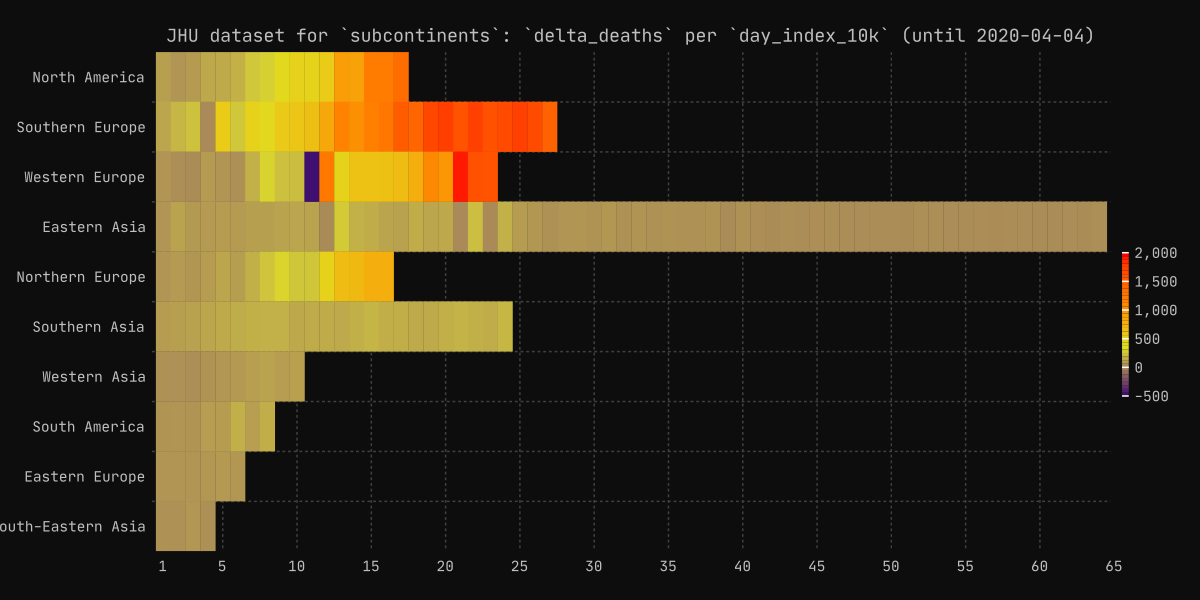 JHU dataset for `subcontinents`: `delta_deaths` per `day_index_10k` (until 2020-04-04)
North America
Southern Europe
Western Europe
Eastern Asia
Northern Europe
Southern Asia
Western Asia
South America
Eastern Europe
outh-Eastern Asia
2,000
1,500
1,000
500
0
-500
1 5 10 15 20 25 30 35 40 45 50 55 60 65